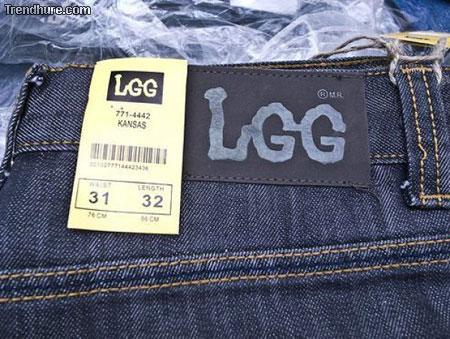 Trendhure.com
LGG
771-4442
KANSAS
WAIST
31
76 CM
LENGTH
32
LGG
® M.R.